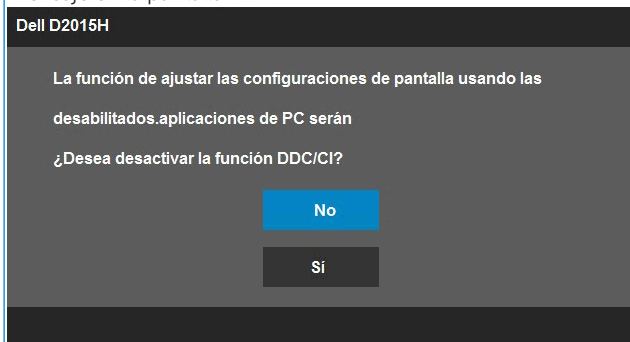 Dell D2015H
La función de ajustar las configuraciones de pantalla usando las
desabilitados.aplicaciones de PC serán
¿Desea desactivar la función DDC/CI?
No
Sí